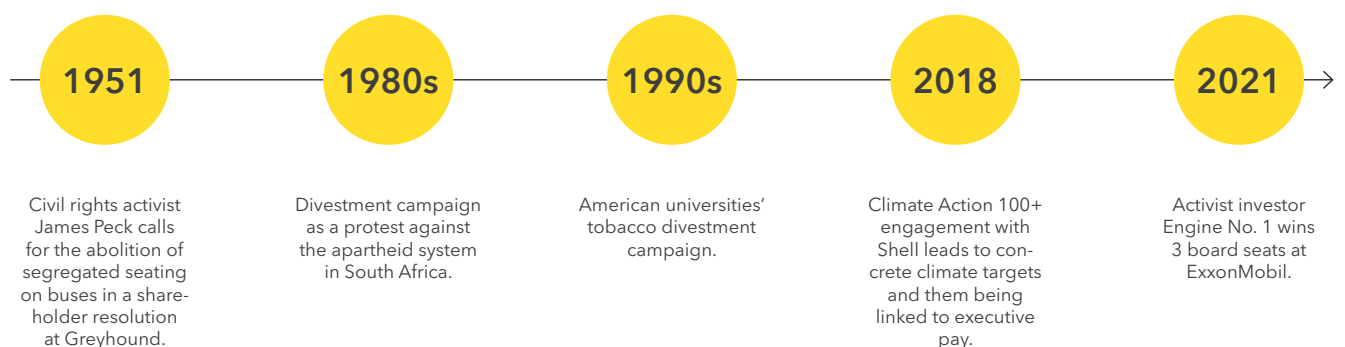 1951
1980s
1990s
2018
2021
Civil rights activist
James Peck calls
for the abolition of
segregated seating
on buses in a share-
holder resolution
at Greyhound.
Divestment campaign
as a protest against
the apartheid system
in South Africa.
American universities’
tobacco divestment
campaign.
Climate Action 100+
engagement with
Shell leads to con-
crete climate targets
and them being
linked to executive
pay.
Activist investor
Engine No. 1 wins
3 board seats at
ExxonMobil.